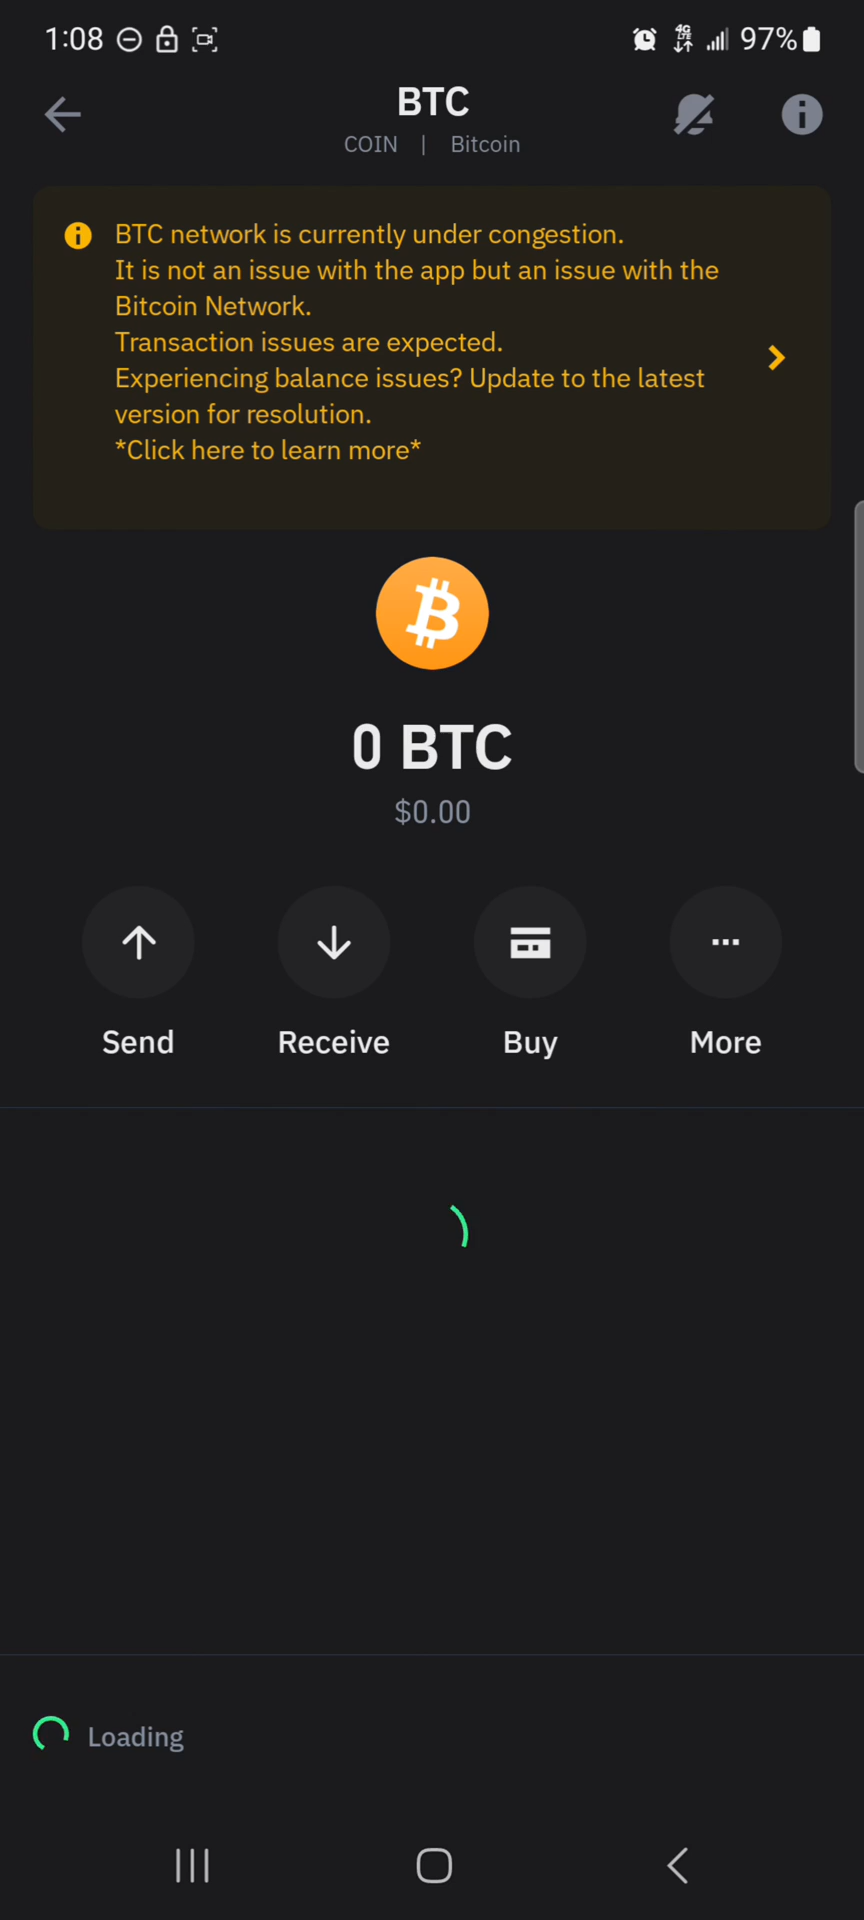 1:08
4G
LTE
97%
BTC
COIN | Bitcoin
BTC network is currently under congestion.
It is not an issue with the app but an issue with the
Bitcoin Network.
Transaction issues are expected.
Experiencing balance issues? Update to the latest
version for resolution.
*Click here to learn more*
0 BTC
$0.00
Send Receive Buy More
Loading